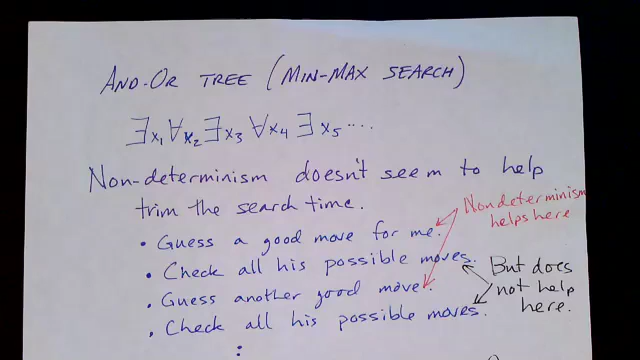 AND-OR TREE (MIN-MAX SEARCH)
∃x₁ ∀x₂ ∃x₃ ∀x₄ ∃x₅ ....
Non-determinism doesn't seem to help
trim the search time.
• Guess a good move for me.
• Check all his possible moves.
• Guess another good move.
• Check all his possible moves.
:
Nondeterminism
helps here
But does
not help
here.